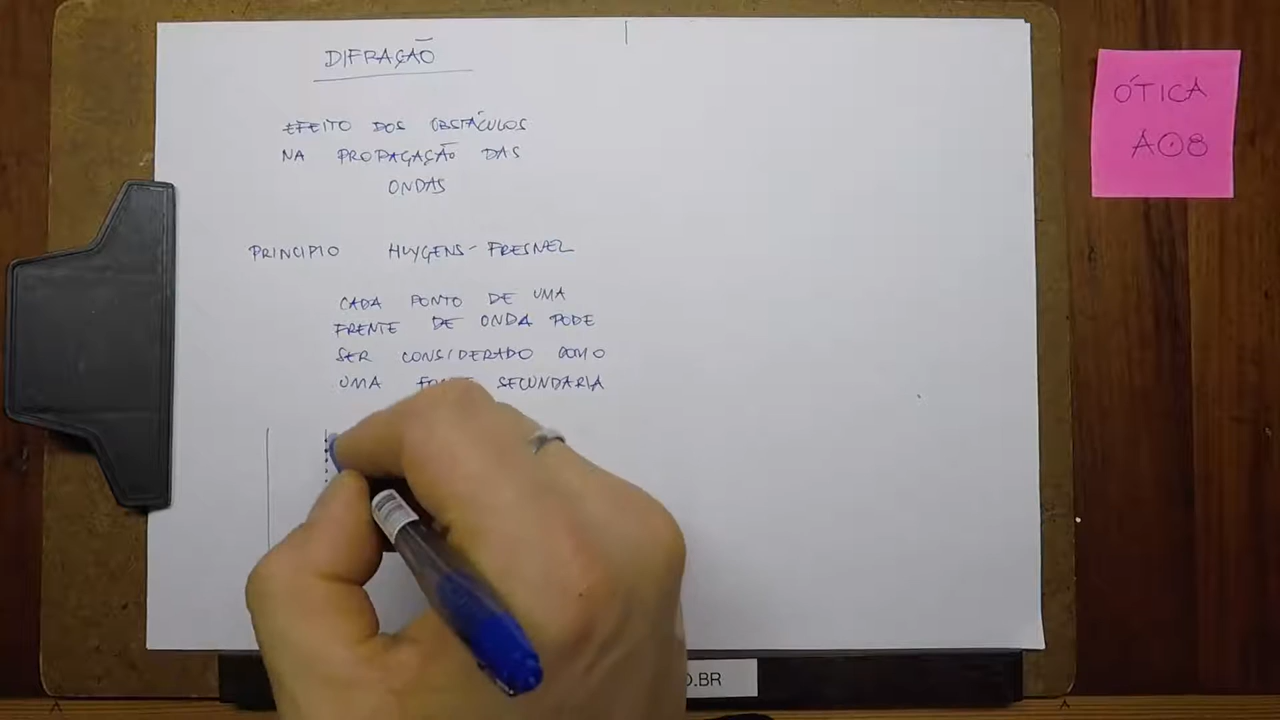 DIFRAÇÃO
EFEITO DOS OBSTÁCULOS
NA PROPAGAÇÃO DAS
ONDAS
PRINCIPIO HUYGENS-FRESNEL
CADA PONTO DE UMA
FRENTE DE ONDA PODE
SER CONSIDERADO COMO
UMA SECUNDARIA
ÓTICA
A08
O.BR